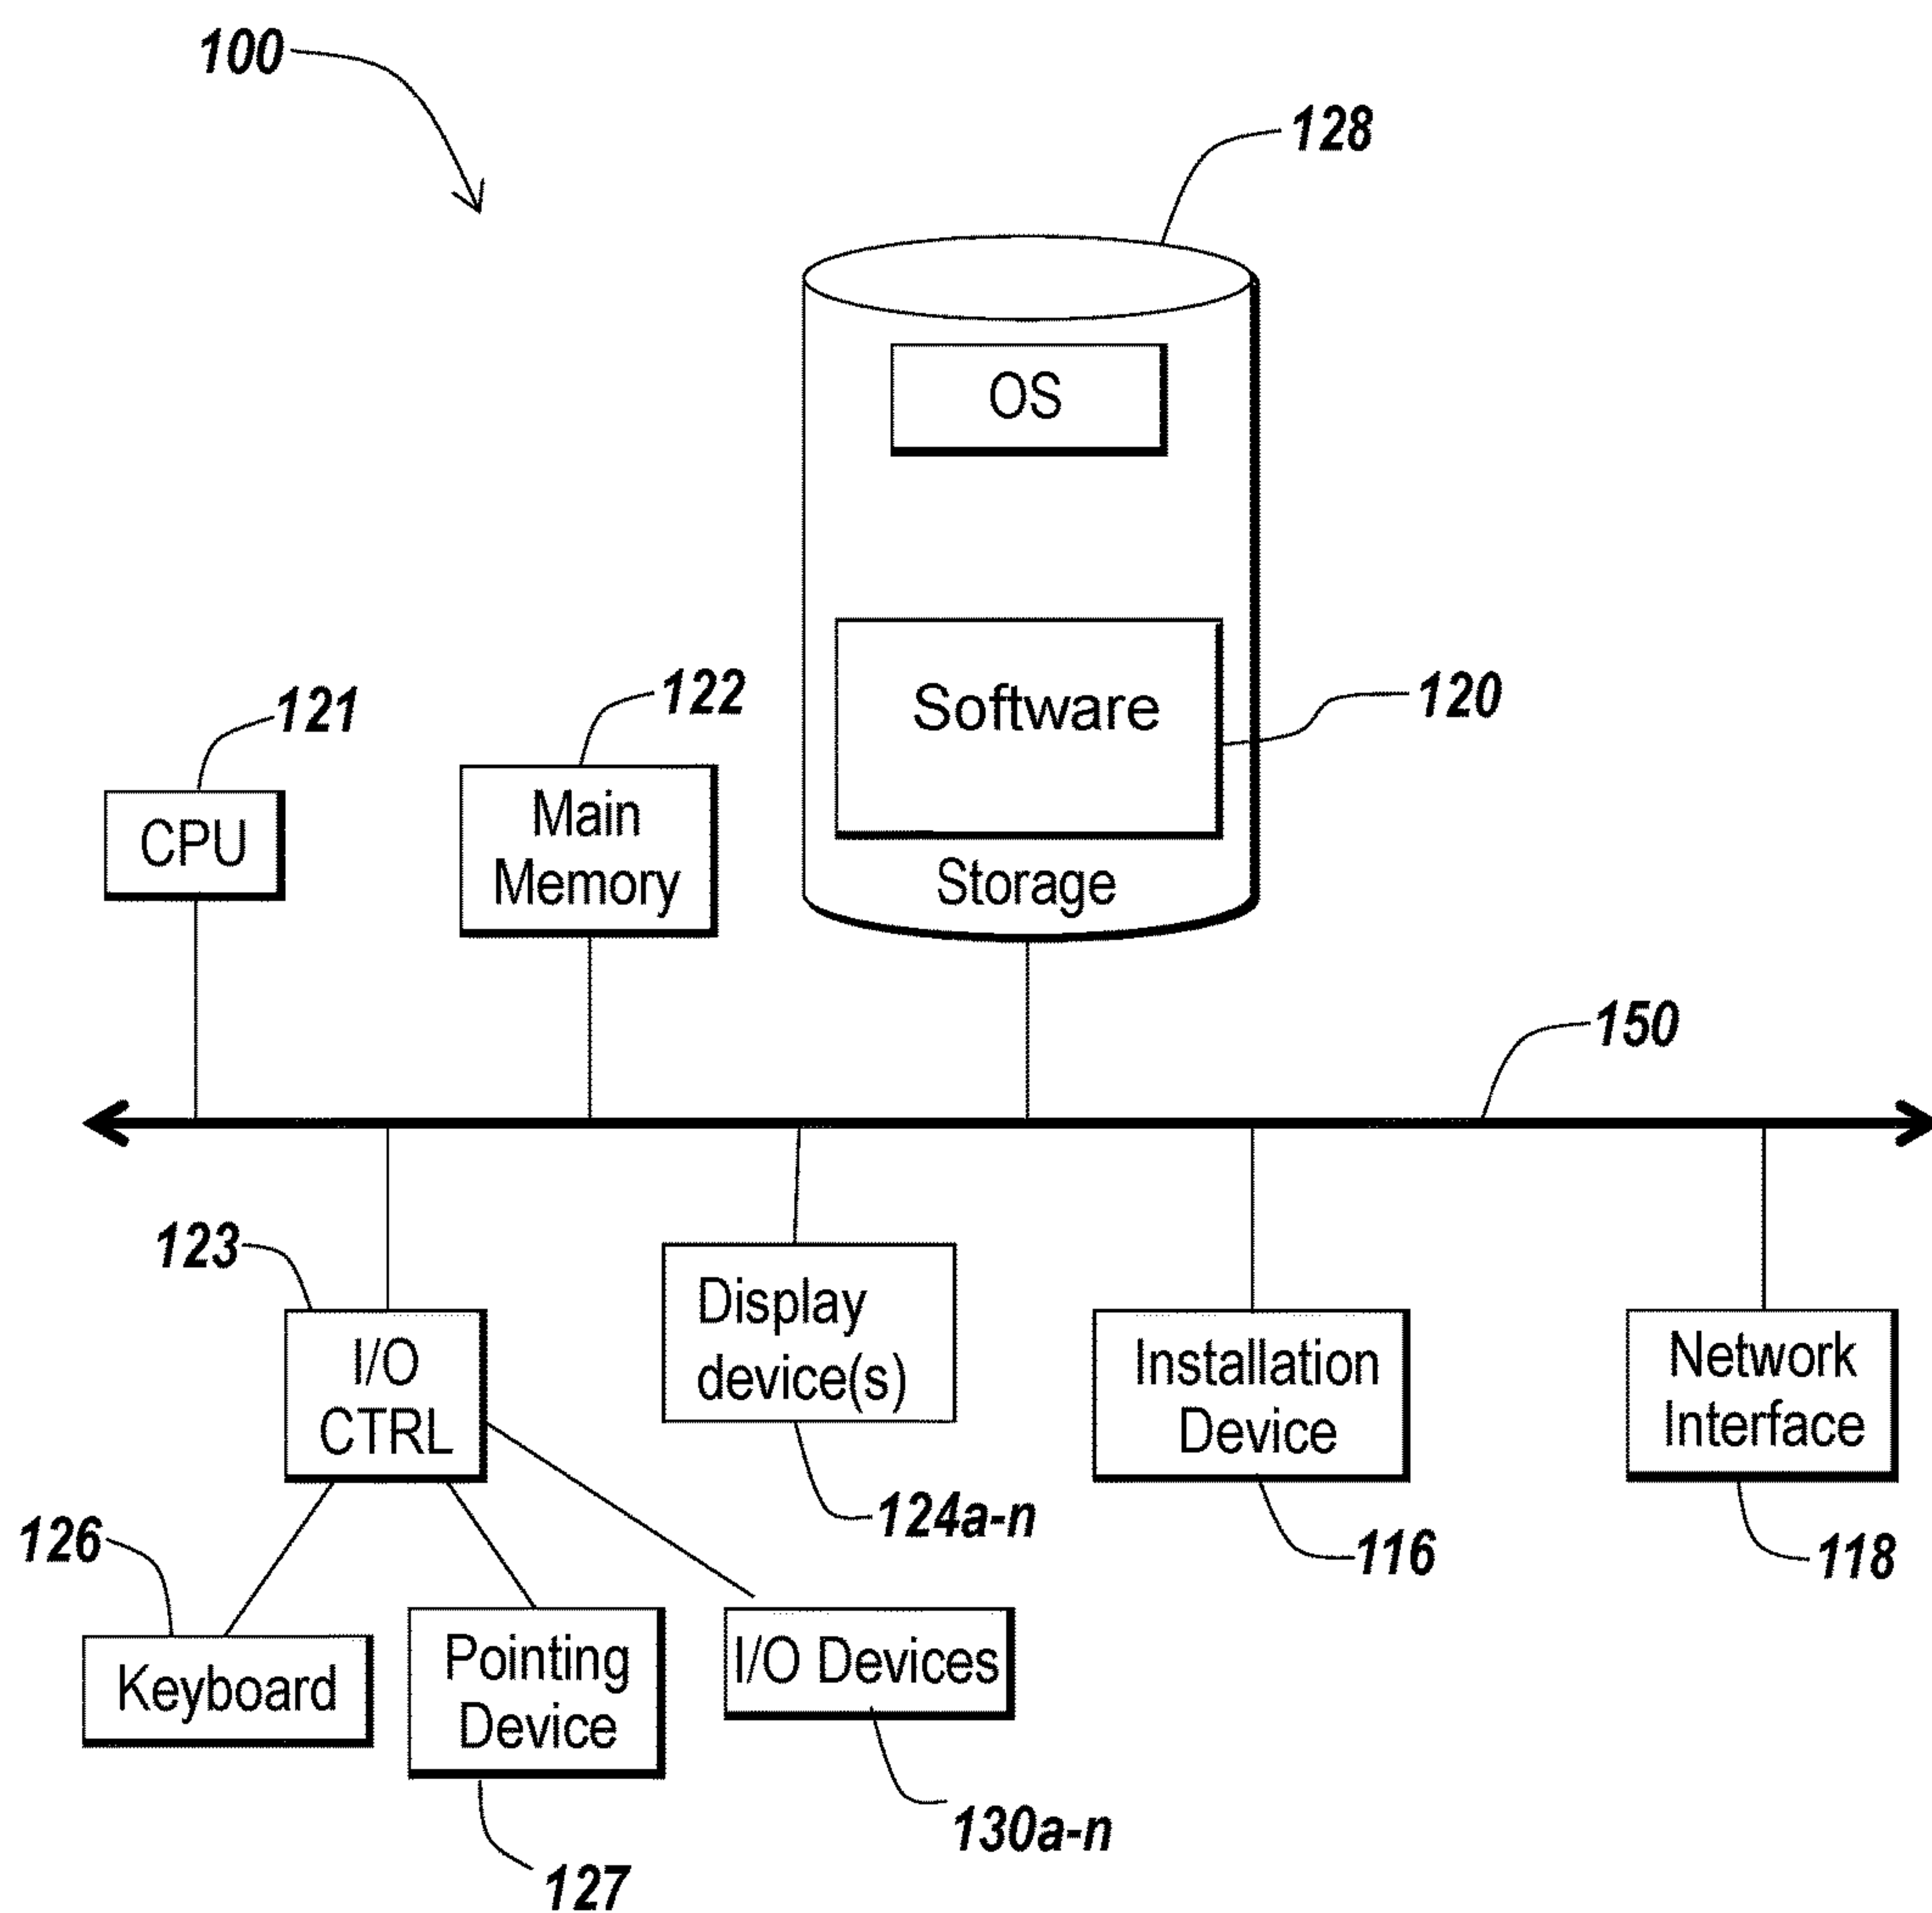 100
128
OS
Software
120
121
122
CPU
Main
Memory
Storage
150
123
I/O
CTRL
Display
device(s)
Installation
Device
Network
Interface
124a-n
116
118
126
Keyboard
Pointing
Device
I/O Devices
130a-n
127